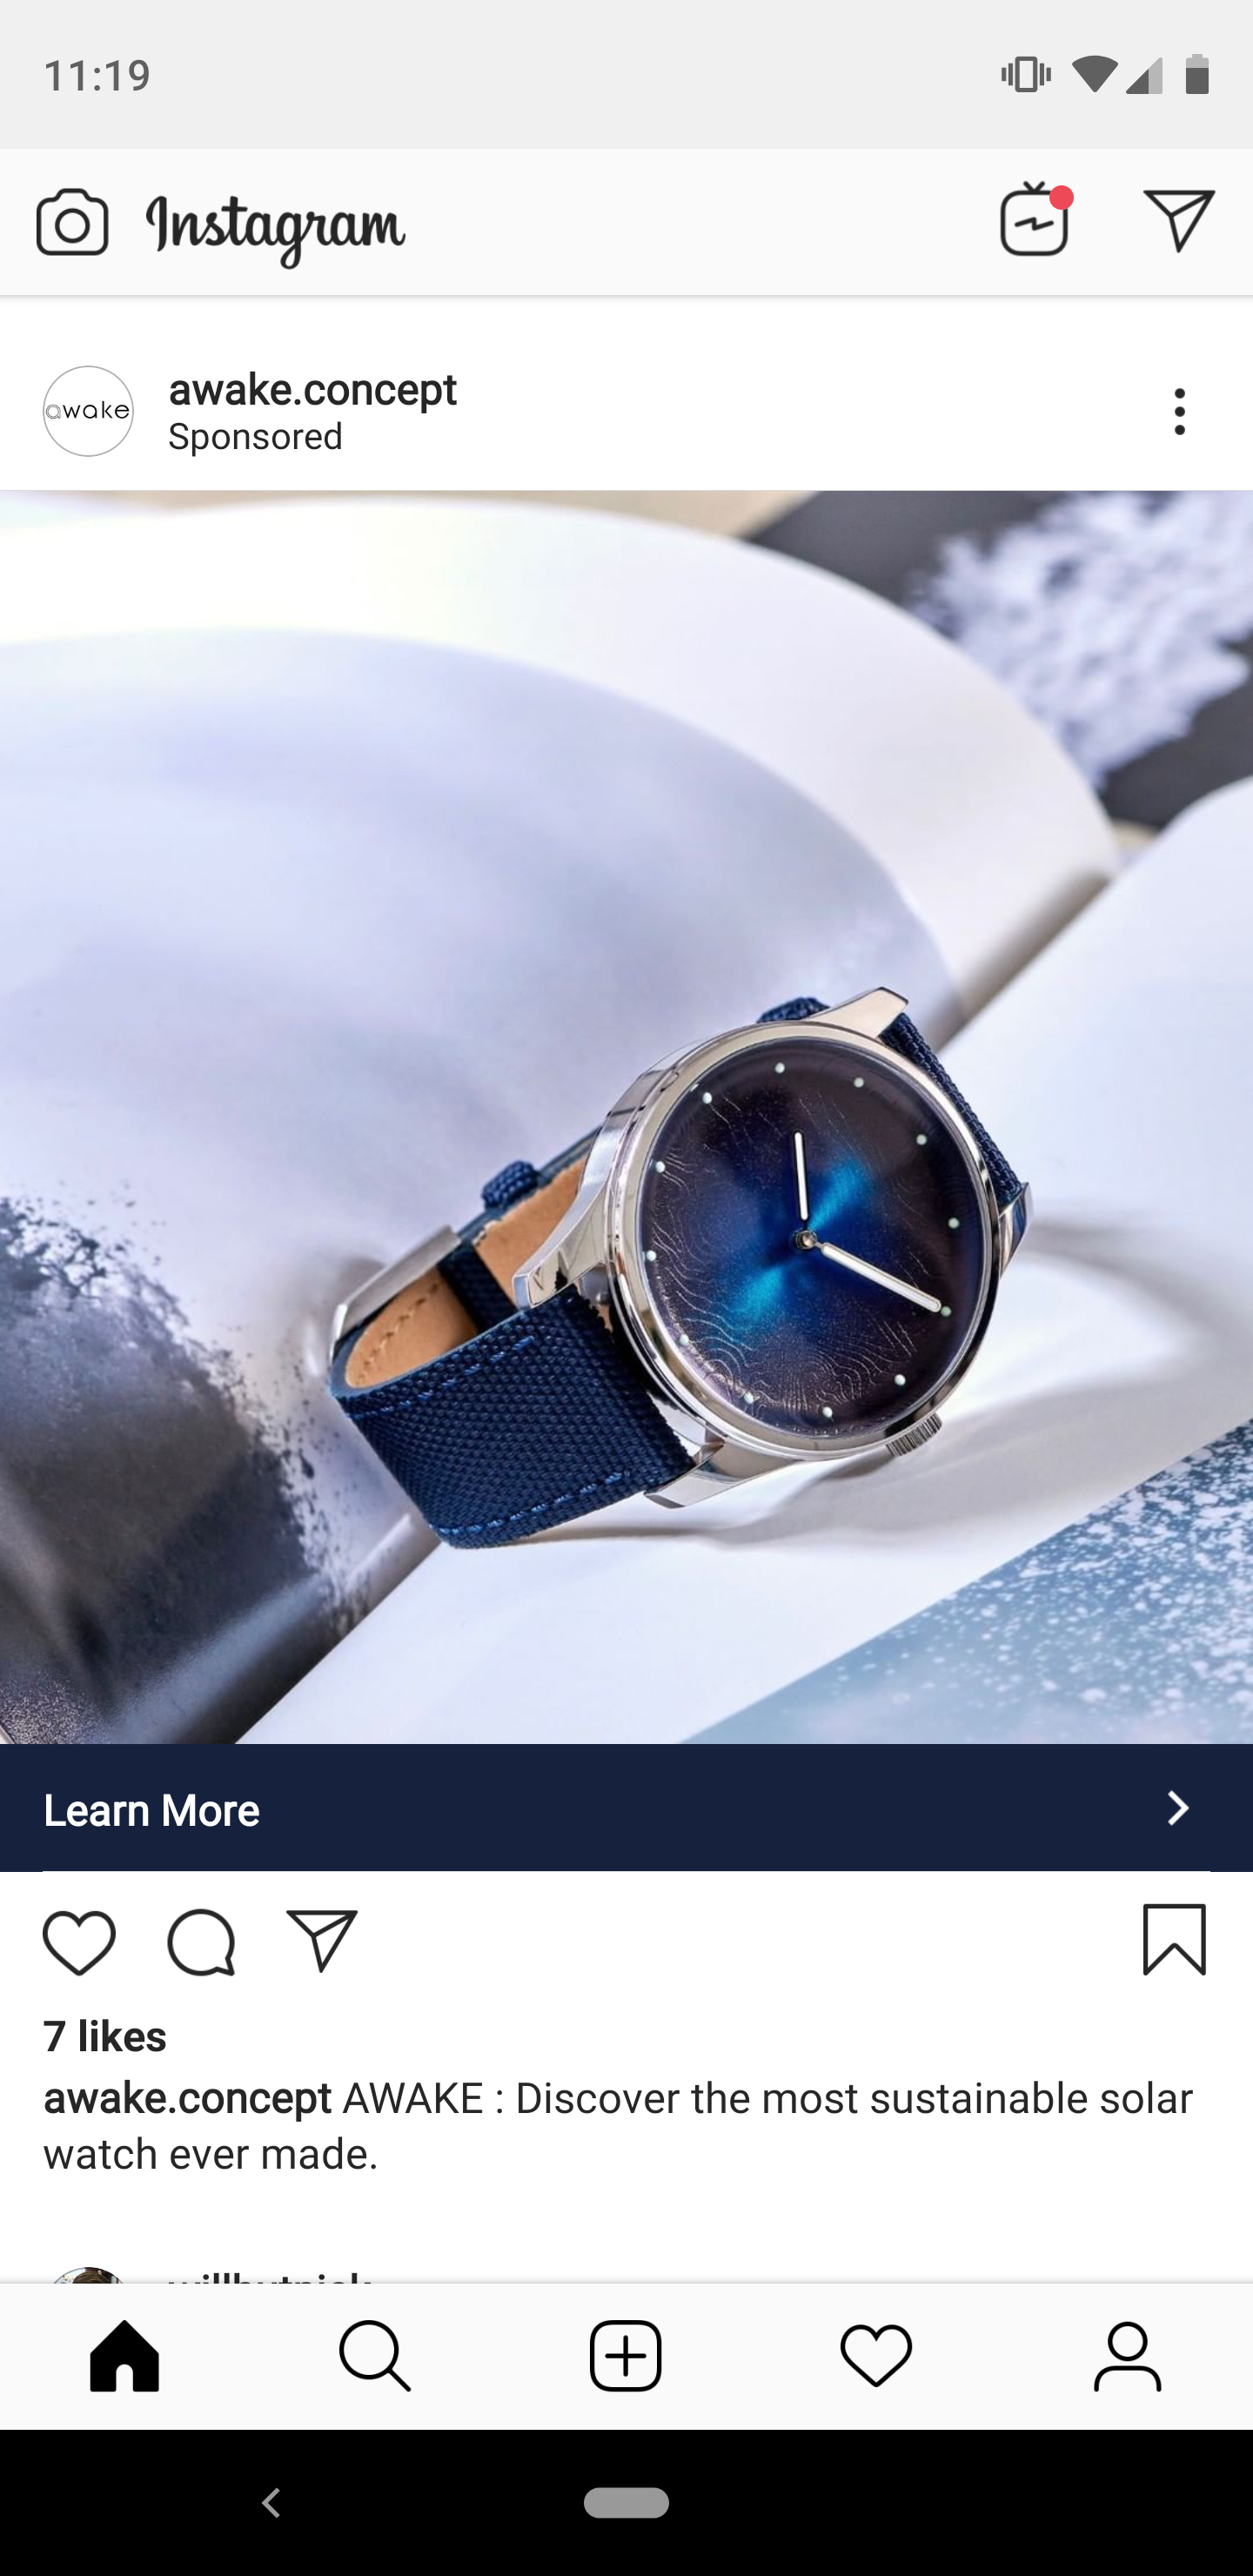 11:19
Instagram
awake
awake.concept
Sponsored
Learn More
7 likes
awake.concept AWAKE : Discover the most sustainable solar
watch ever made.